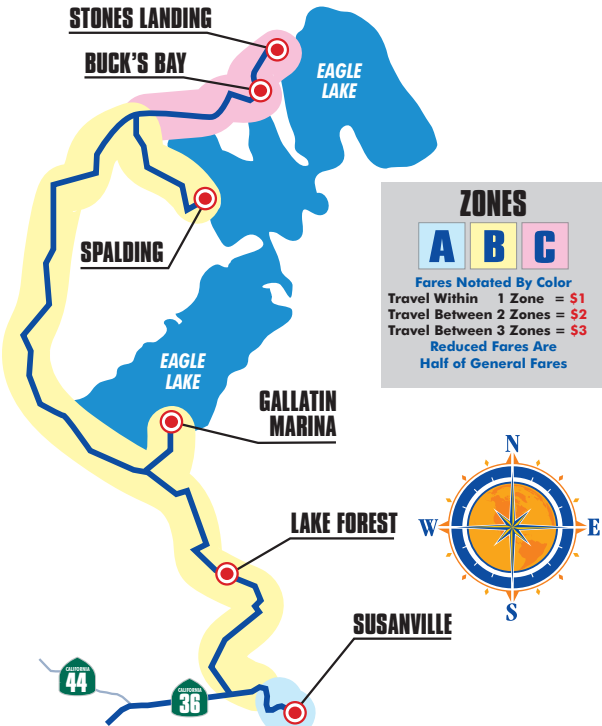 STONES LANDING
BUCK'S BAY
EAGLE
LAKE
SPALDING
ZONES
A B C
Fares Notated By Color
Travel Within 1 Zone = $1
Travel Between 2 Zones = $2
Travel Between 3 Zones = $3
Reduced Fares Are
Half of General Fares
EAGLE
LAKE
GALLATIN
MARINA
N
W E
S
LAKE FOREST
SUSANVILLE
CALIFORNIA
44
CALIFORNIA
36